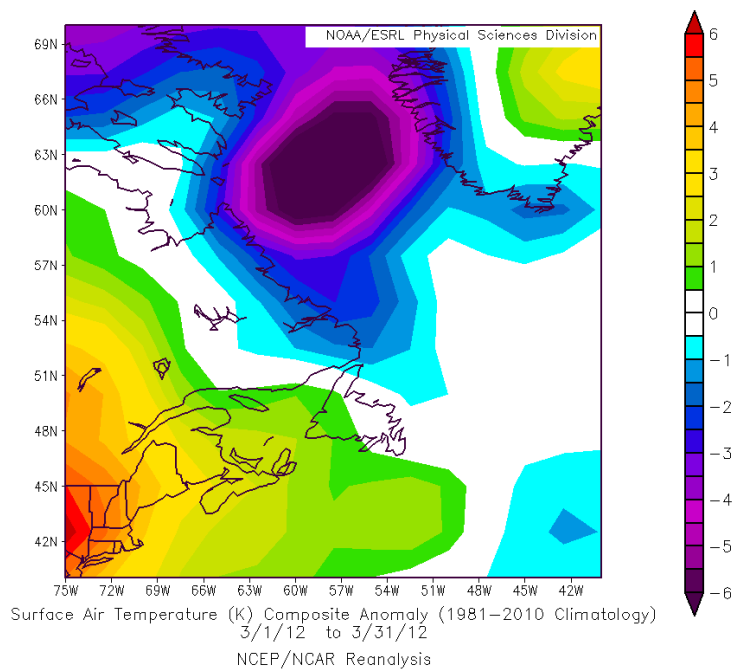 NOAA/ESRL Physical Sciences Division
69N
66N
63N
60N
57N
54N
51N
48N
45N
42N
75W 72W 69W 66W 63W 60W 57W 54W 51W 48W 45W 42W
6
5
4
3
2
1
0
-1
-2
-3
-4
-5
-6
Surface Air Temperature (K) Composite Anomaly (1981-2010 Climatology)
3/1/12 to 3/31/12
NCEP/NCAR Reanalysis